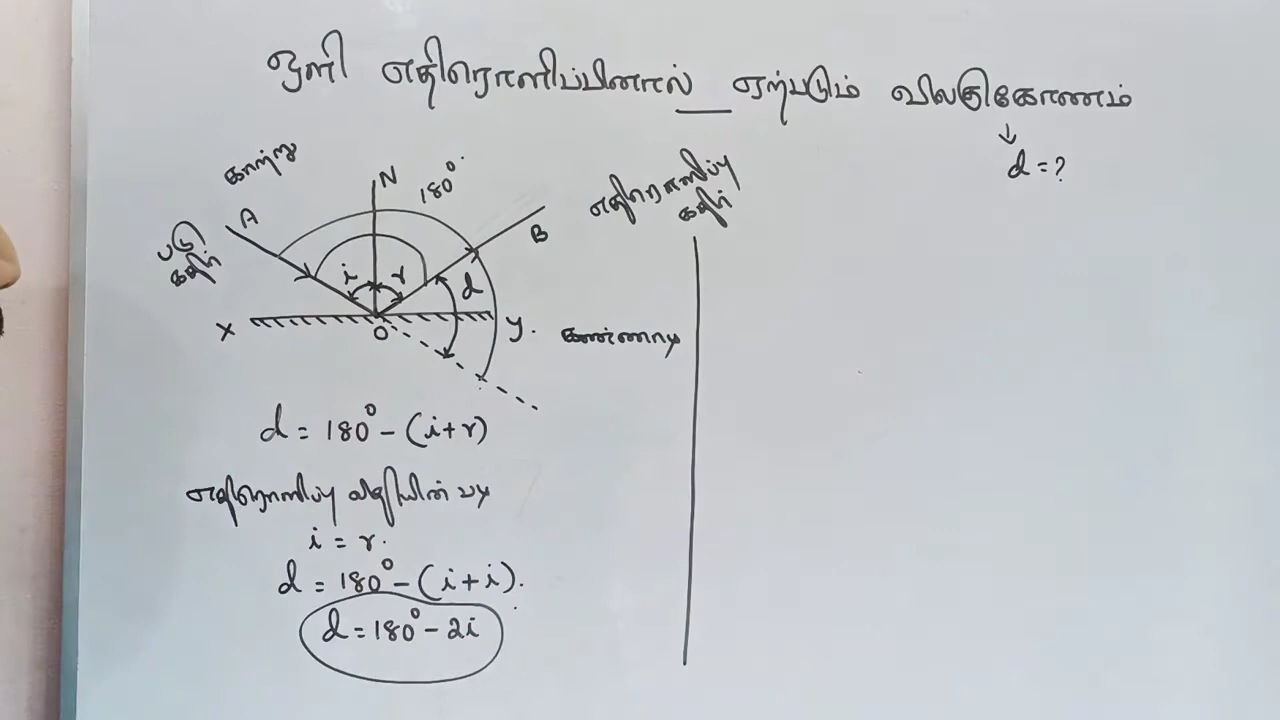 ஒளி எதிரொளிப்பினால் ஏற்படும் விலகுகோணம்
d = ?
காற்று
N
180°
எதிரொளிப்பு
கதிர்
A
B
படு
கதிர்
i
r
d
X
O
y.
கண்ணாடி
d = 180° - (i+r)
எதிரொளிப்பு விதியின் படி
i = r.
d = 180° - (i+i).
d = 180° - 2i